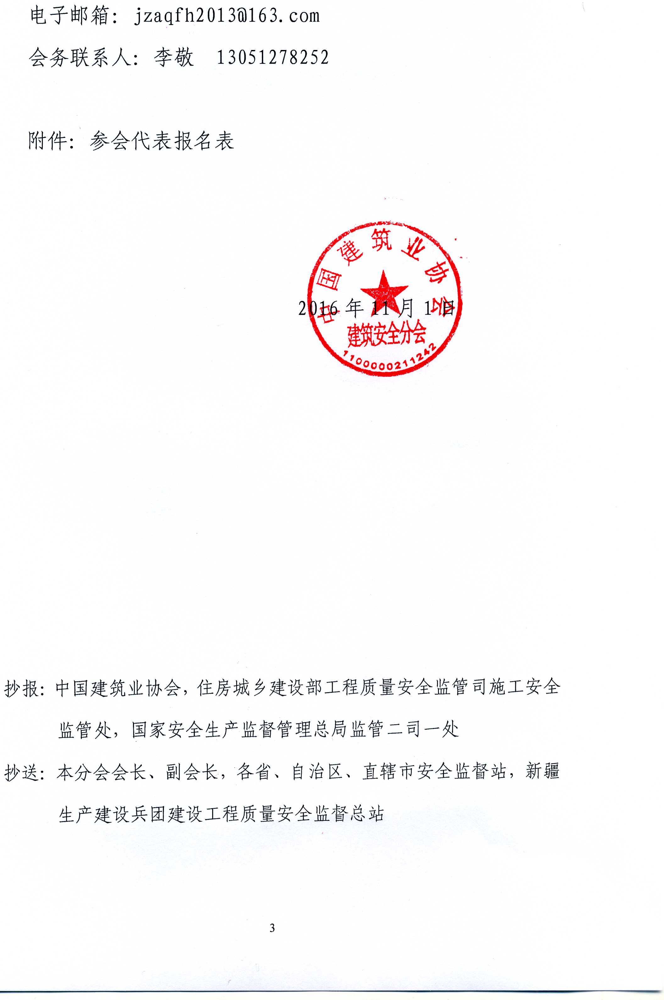 电子邮箱：jzaqfh2013@163.com
会务联系人：李敬 13051278252
附件：参会代表报名表
中国建筑业协会
2016 年 11 月 1 日
建筑安全分会
1100000211242
抄报：中国建筑业协会，住房城乡建设部工程质量安全监管司施工安全
监管处，国家安全生产监督管理总局监管二司一处
抄送：本分会会长、副会长，各省、自治区、直辖市安全监督站，新疆
生产建设兵团建设工程质量安全监督总站
3